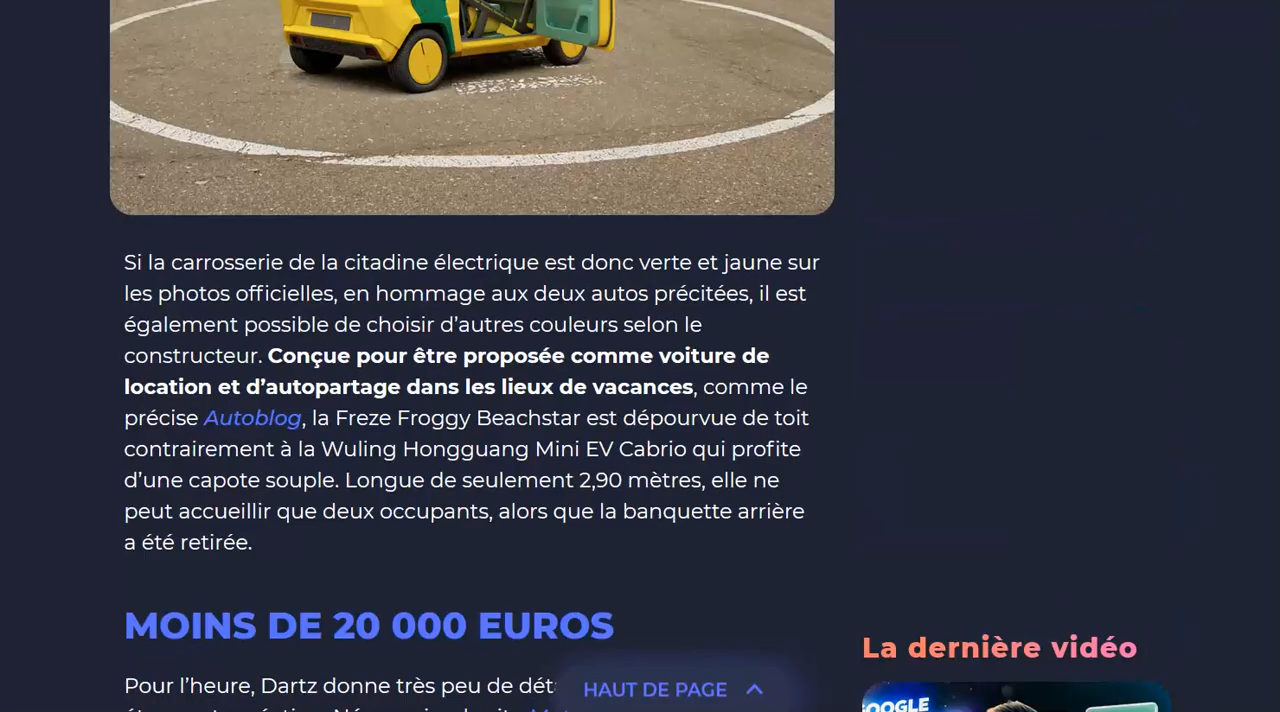 Si la carrosserie de la citadine électrique est donc verte et jaune sur
les photos officielles, en hommage aux deux autos précitées, il est
également possible de choisir d’autres couleurs selon le
constructeur. Conçue pour être proposée comme voiture de
location et d’autopartage dans les lieux de vacances, comme le
précise Autoblog, la Freze Froggy Beachstar est dépourvue de toit
contrairement à la Wuling Hongguang Mini EV Cabrio qui profite
d’une capote souple. Longue de seulement 2,90 mètres, elle ne
peut accueillir que deux occupants, alors que la banquette arrière
a été retirée.
MOINS DE 20 000 EUROS
La dernière vidéo
Pour l’heure, Dartz donne très peu de
HAUT DE PAGE
GOOGLE